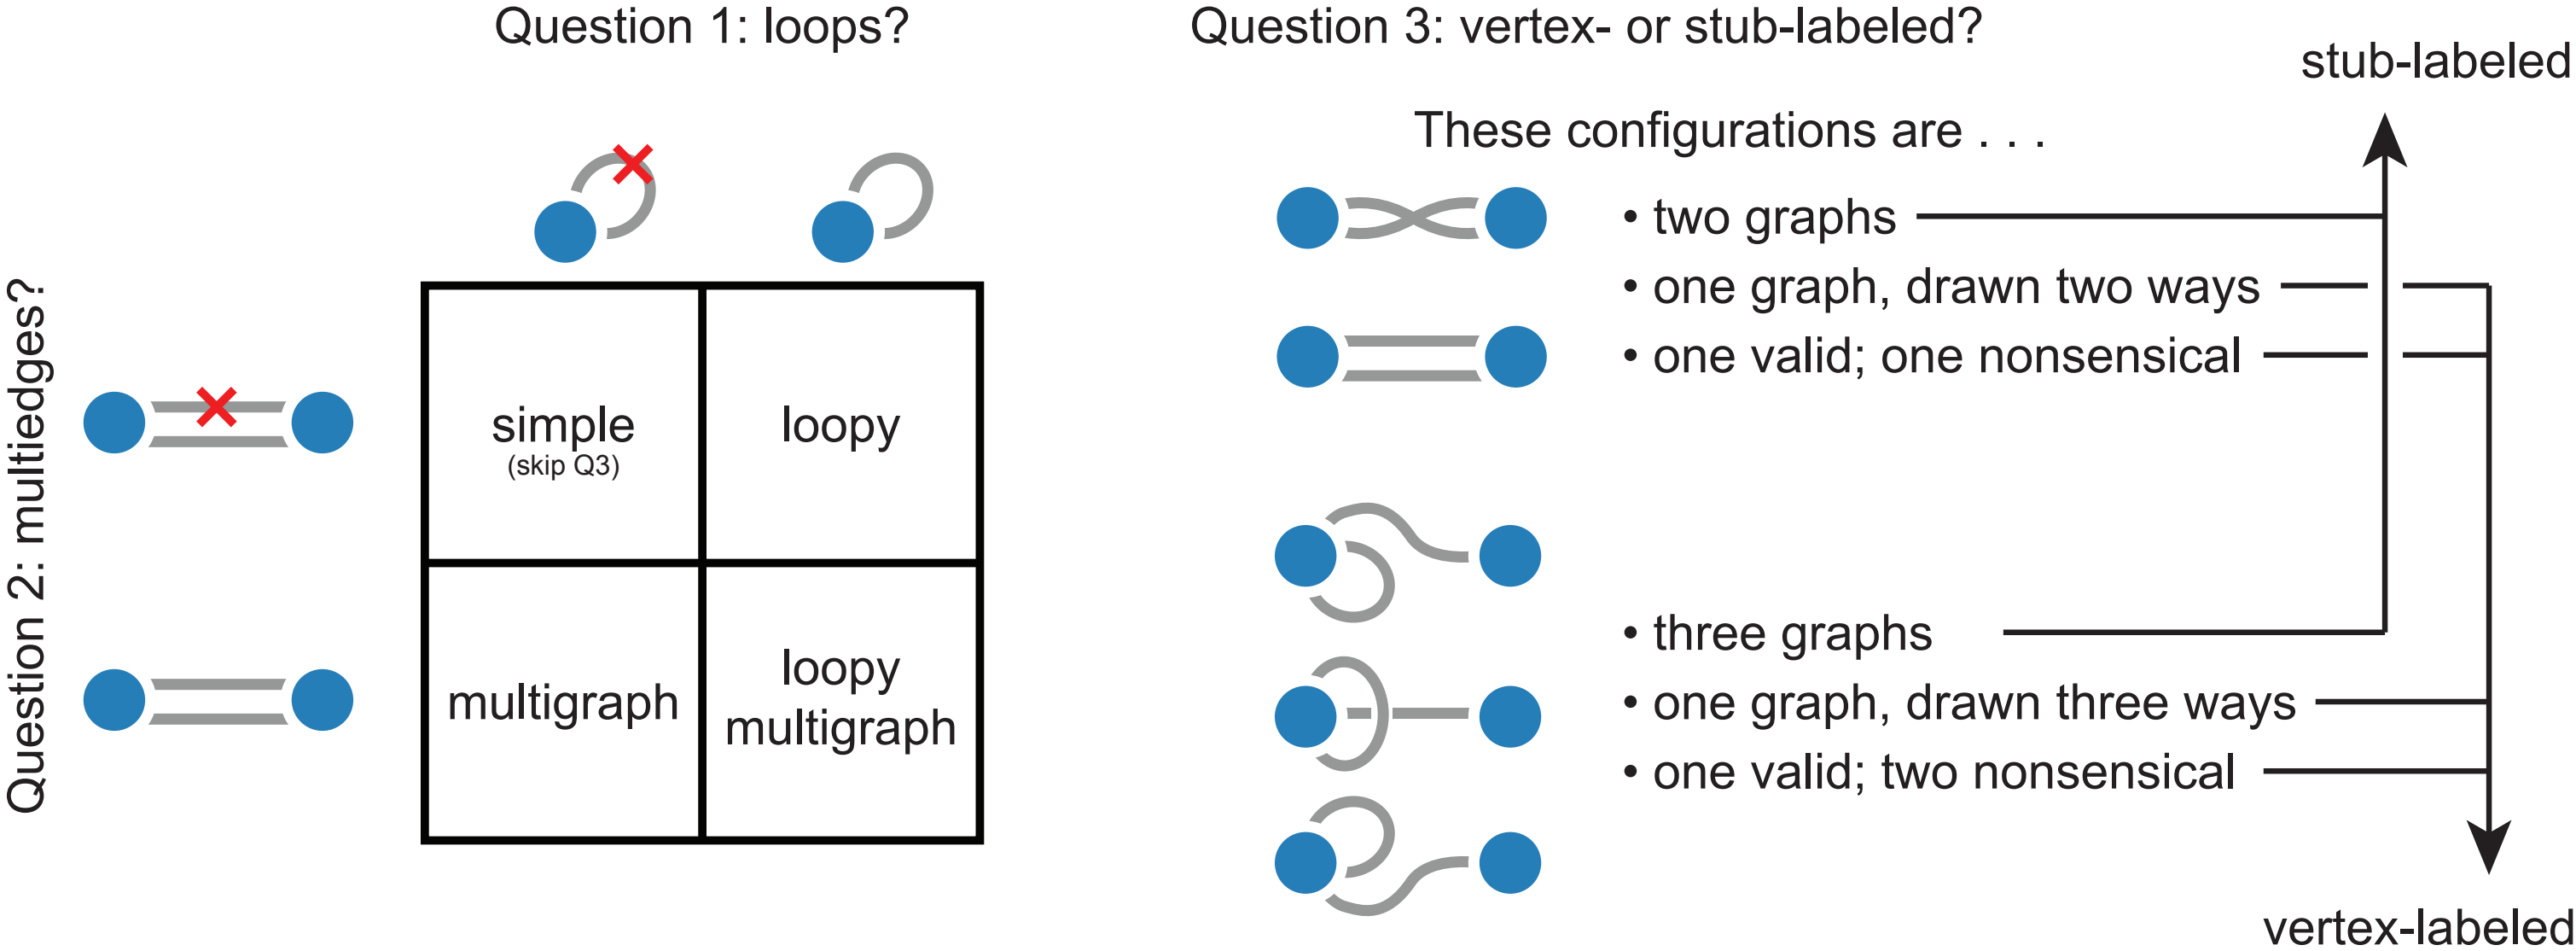 Question 1: loops?
Question 2: multiedges?
simple
(skip Q3)
loopy
multigraph
loopy
multigraph
Question 3: vertex- or stub-labeled?
stub-labeled
These configurations are . . .
• two graphs
• one graph, drawn two ways
• one valid; one nonsensical
• three graphs
• one graph, drawn three ways
• one valid; two nonsensical
vertex-labeled